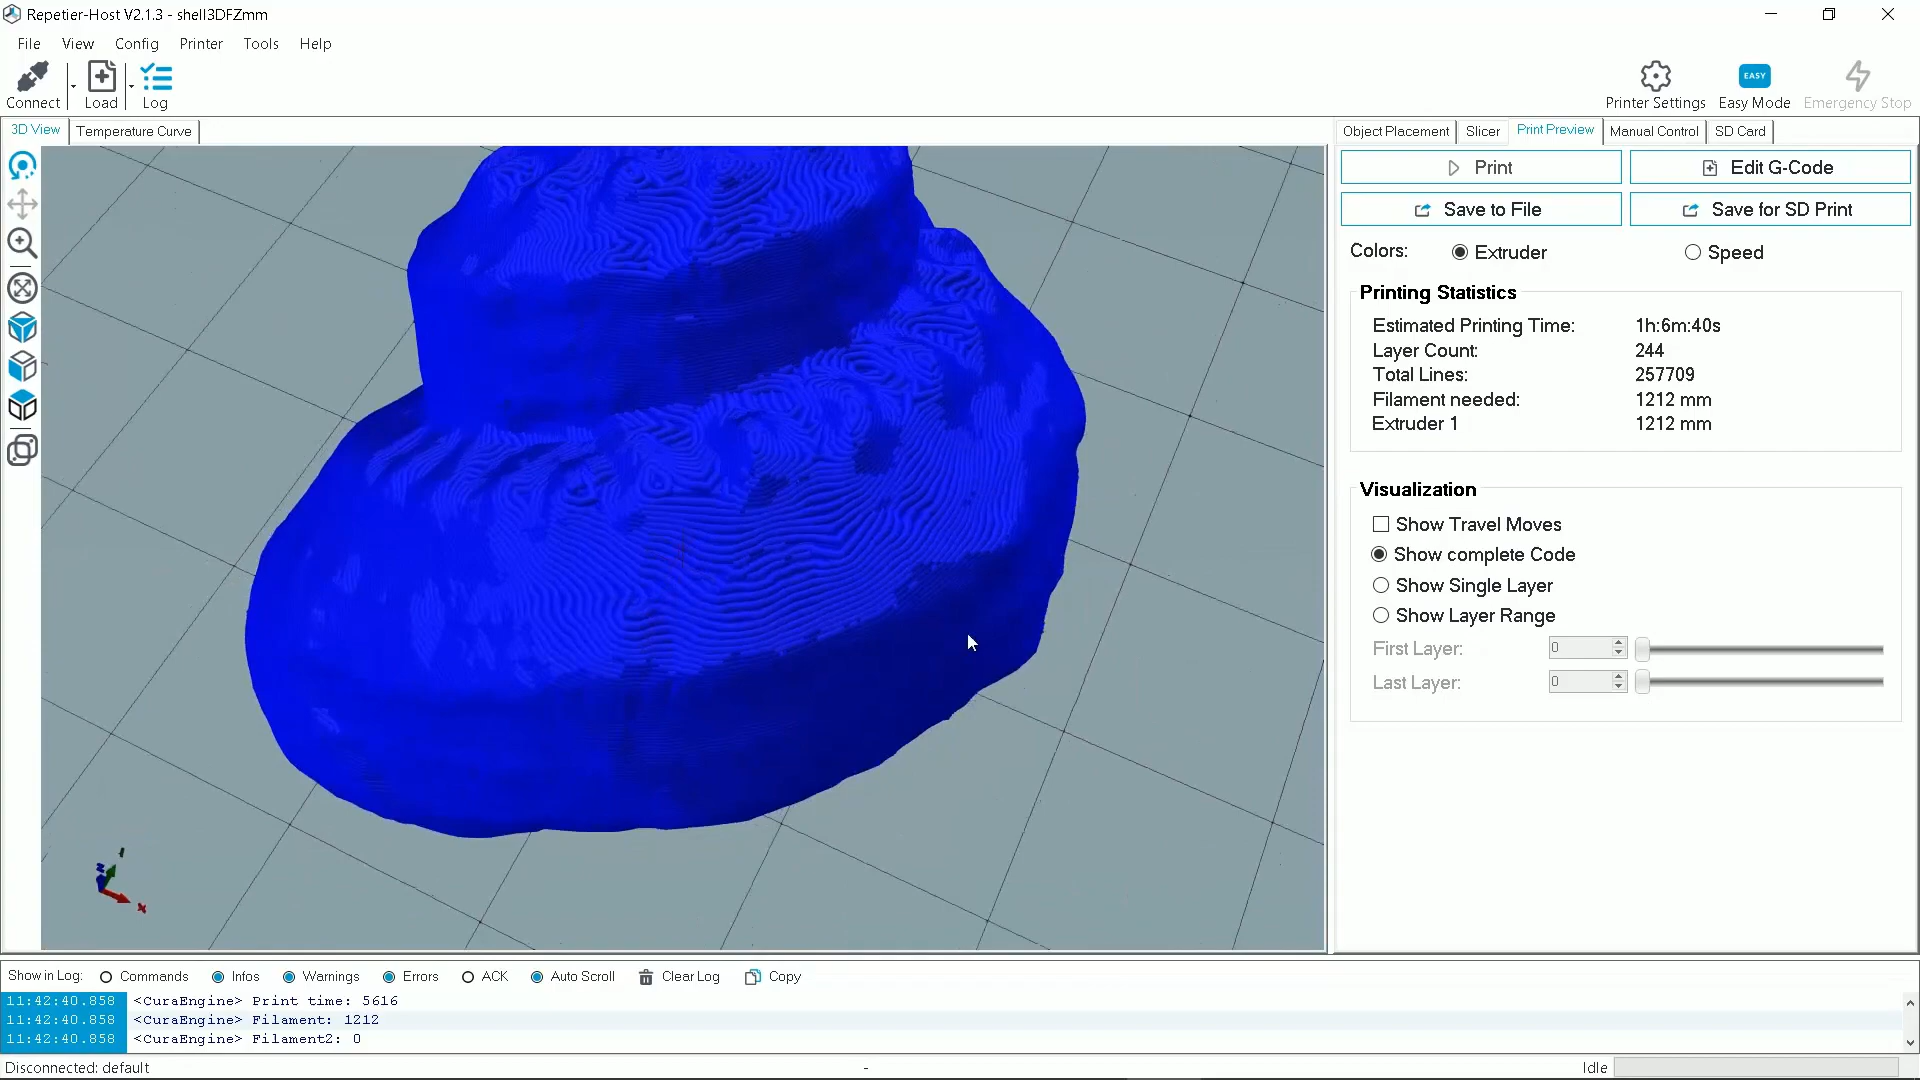 Repetier-Host V2.1.3 - shell3DFZmm
File View Config Printer Tools Help
Connect Load Log
Printer Settings EASY Easy Mode Emergency Stop
3D View Temperature Curve
Object Placement Slicer Print Preview Manual Control SD Card
Print Edit G-Code
Save to File Save for SD Print
Colors: Extruder Speed
Printing Statistics
Estimated Printing Time: 1h:6m:40s
Layer Count: 244
Total Lines: 257709
Filament needed: 1212 mm
Extruder 1 1212 mm
Visualization
Show Travel Moves
Show complete Code
Show Single Layer
Show Layer Range
First Layer: 0
Last Layer: 0
Show in Log: Commands Infos Warnings Errors ACK Auto Scroll Clear Log Copy
11:42:40.858 <CuraEngine> Print time: 5616
11:42:40.858 <CuraEngine> Filament: 1212
11:42:40.858 <CuraEngine> Filament2: 0
Disconnected: default - Idle